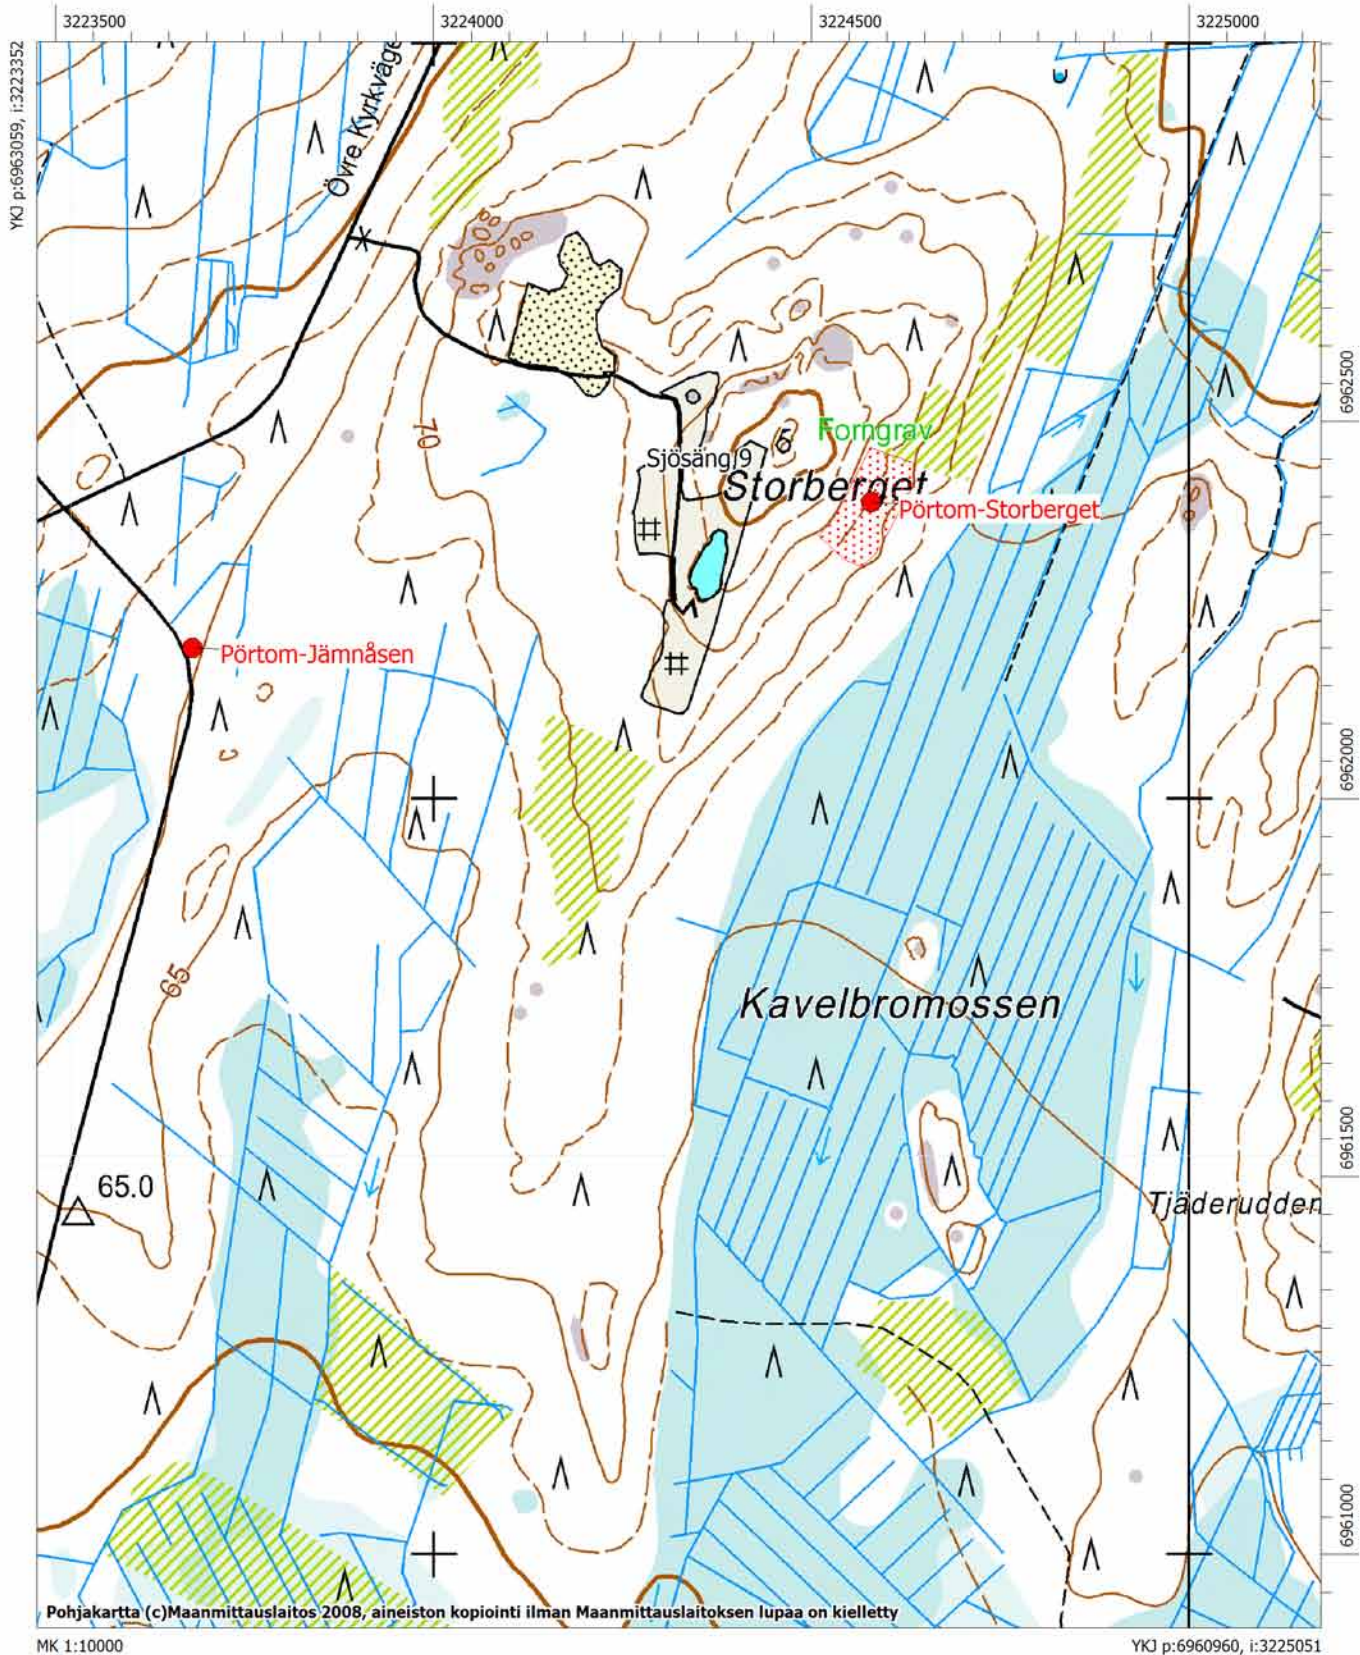 3223500
3224000
3224500
3225000
YKJ p:6963059, i:3223352
Övre Kyrkväge
6962500
70
Forngrav
Sjösäng/9
Storberget
Pörtom-Storberget
Pörtom-Jämnåsen
6962000
65
Kavelbromossen
6961500
65.0
Tjäderudden
6961000
Pohjakartta (c)Maanmittauslaitos 2008, aineiston kopiointi ilman Maanmittauslaitoksen lupaa on kielletty
MK 1:10000
YKJ p:6960960, i:3225051